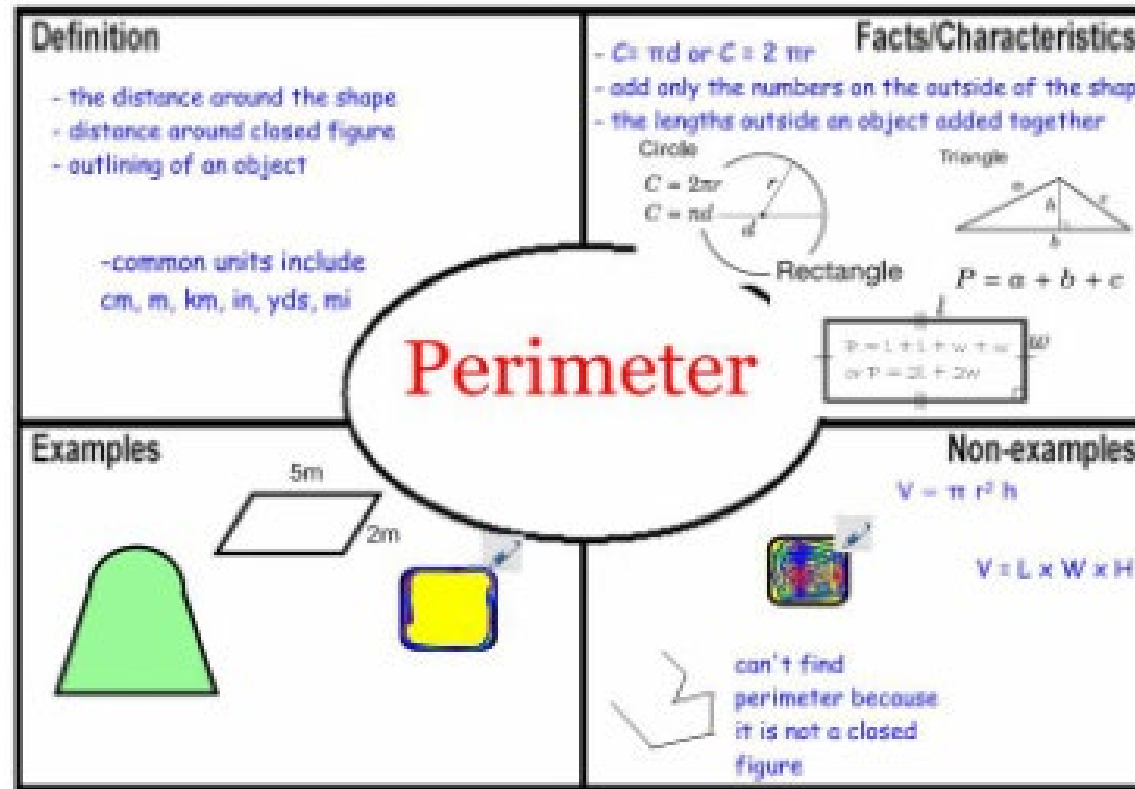 Definition
- the distance around the shape
- distance around closed figure
- outlining of an object
-common units include
cm, m, km, in, yds, mi
Facts/Characteristics
- C= πd or C = 2 πr
- add only the numbers on the outside of the shap
- the lengths outside an object added together
Circle
C = 2πr
C = πd
r
d
Triangle
a
h
r
b
P = a + b + c
Rectangle
l
P = L + L + w + w
or P = 2L + 2W
w
Perimeter
Examples
5m
2m
Non-examples
V = π r² h
V = L x W x H
can't find
perimeter because
it is not a closed
figure